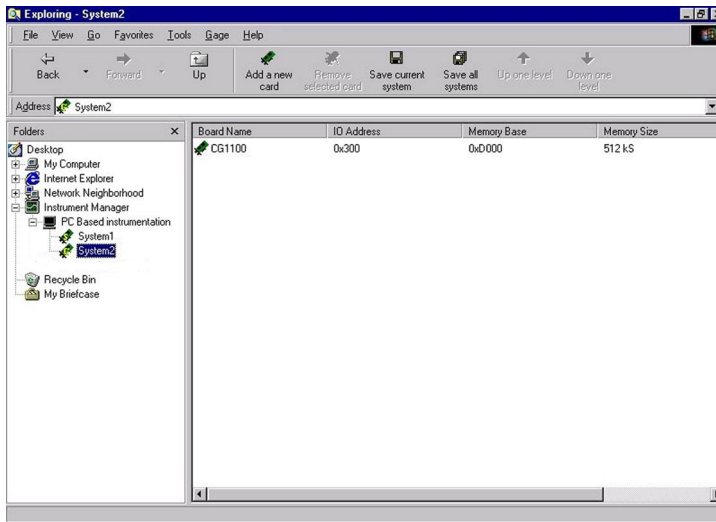 Exploring - System2
File View Go Favorites Tools Gage Help
Back Forward Up Add a new card Remove selected card Save current system Save all systems Up one level Down one level
Address System2
Folders
Desktop
My Computer
Internet Explorer
Network Neighborhood
Instrument Manager
PC Based instrumentation
System1
System2
Recycle Bin
My Briefcase
Board Name IO Address Memory Base Memory Size
CG1100 0x300 0xD000 512 kS